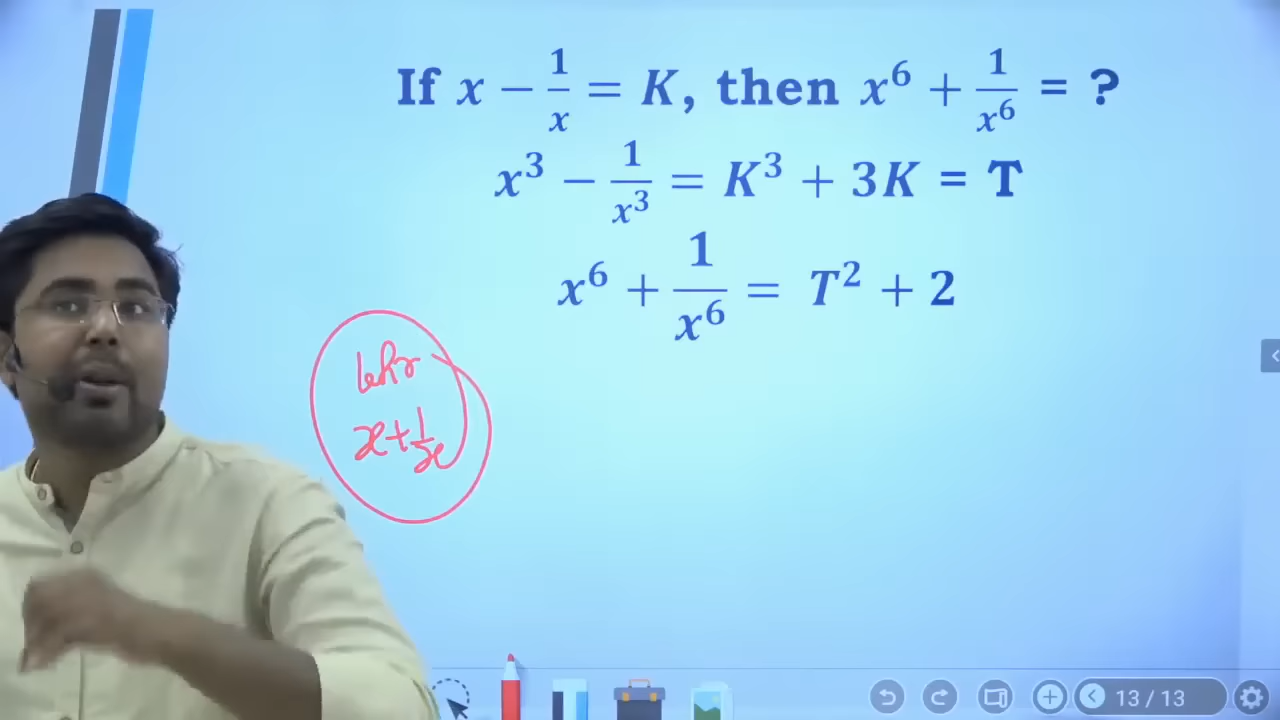 If x − 1/x = K, then x⁶ + 1/x⁶ = ?
x³ − 1/x³ = K³ + 3K = T
x⁶ + 1/x⁶ = T² + 2
x + 1/x
13 / 13